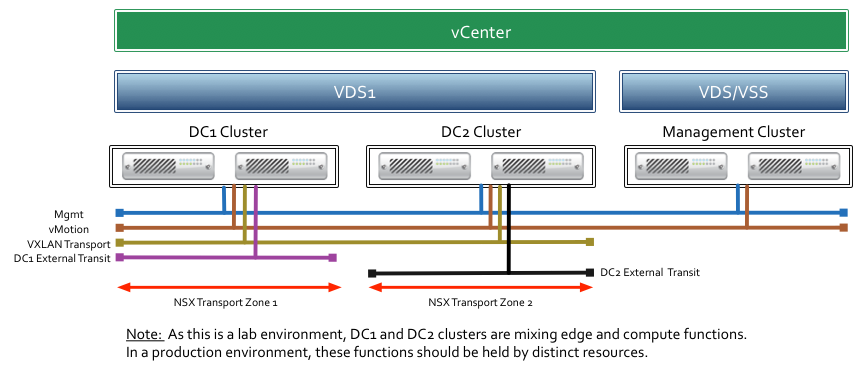 vCenter
VDS1
VDS/VSS
DC1 Cluster
DC2 Cluster
Management Cluster
Mgmt
vMotion
VXLAN Transport
DC1 External Transit
DC2 External Transit
NSX Transport Zone 1
NSX Transport Zone 2
Note: As this is a lab environment, DC1 and DC2 clusters are mixing edge and compute functions.
In a production environment, these functions should be held by distinct resources.